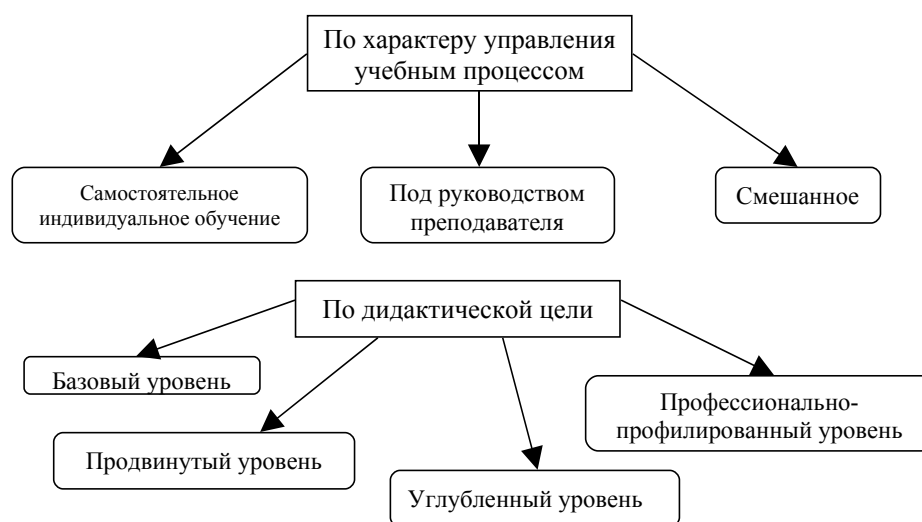 По характеру управления
учебным процессом
Самостоятельное
индивидуальное обучение
Под руководством
преподавателя
Смешанное
По дидактической цели
Базовый уровень
Продвинутый уровень
Углубленный уровень
Профессионально-
профилированный уровень